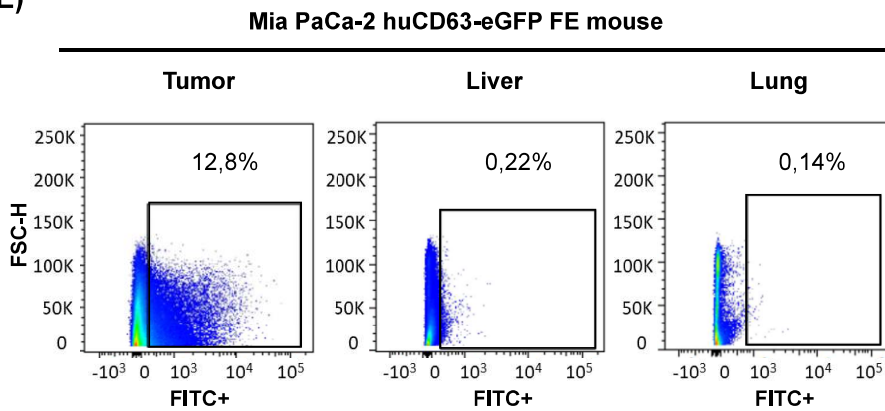 E)
Mia PaCa-2 huCD63-eGFP FE mouse
Tumor Liver Lung
250K 250K 250K
12,8% 0,22% 0,14%
200K 200K 200K
150K 150K 150K
FSC-H
100K 100K 100K
50K 50K 50K
0 0 0
-10³ 0 10³ 10⁴ 10⁵ -10³ 0 10³ 10⁴ 10⁵ -10³ 0 10³ 10⁴ 10⁵
FITC+ FITC+ FITC+